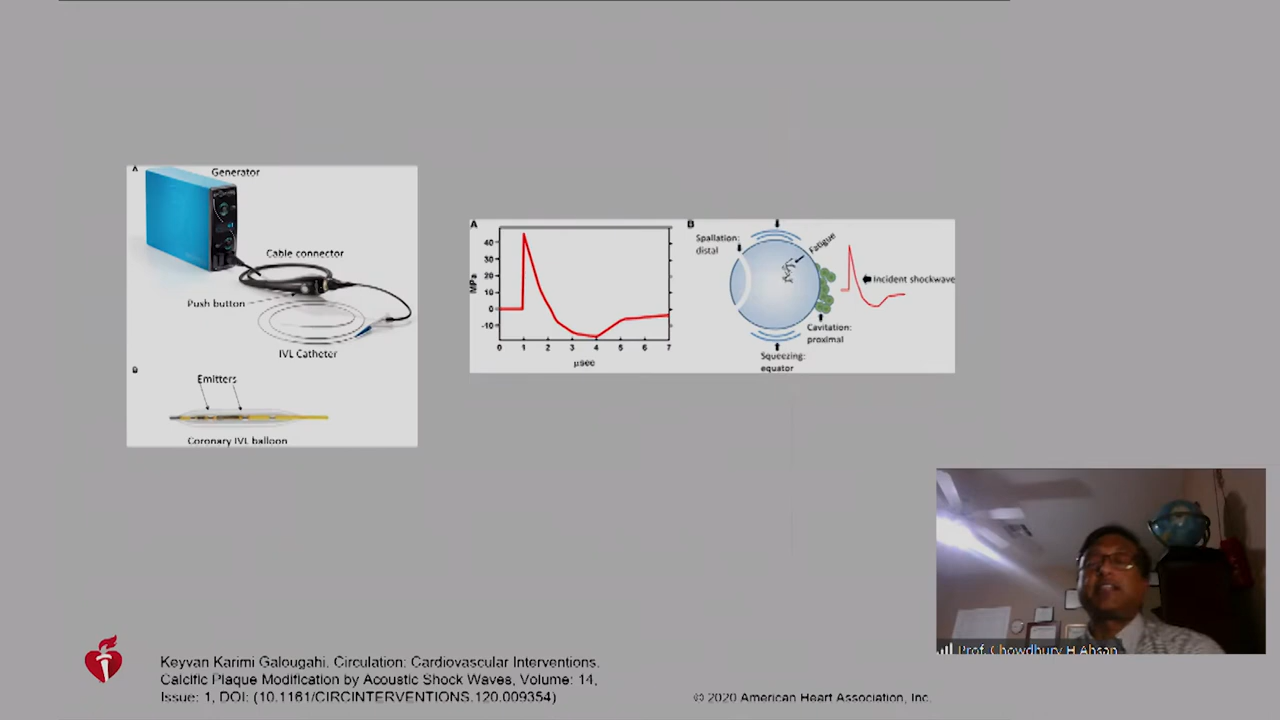 A
Generator
Cable connector
Push button
IVL Catheter
B
Emitters
Coronary IVL balloon
A
MPa
40
30
20
10
0
-10
0 1 2 3 4 5 6 7
µsec
B
Spallation:
distal
Fatigue
Incident shockwave
Cavitation:
proximal
Squeezing:
equator
Prof. Chowdhury H Ahsan
Keyvan Karimi Galougahi. Circulation: Cardiovascular Interventions.
Calcific Plaque Modification by Acoustic Shock Waves, Volume: 14,
Issue: 1, DOI: (10.1161/CIRCINTERVENTIONS.120.009354)
© 2020 American Heart Association, Inc.